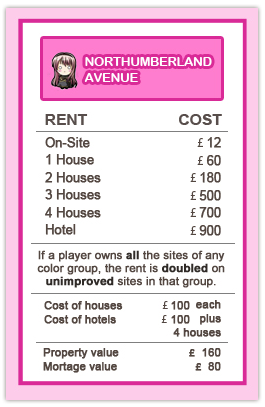 NORTHUMBERLAND
AVENUE
RENT COST
On-Site £ 12
1 House £ 60
2 Houses £ 180
3 Houses £ 500
4 Houses £ 700
Hotel £ 900
If a player owns all the sites of any
color group, the rent is doubled on
unimproved sites in that group.
Cost of houses £ 100 each
Cost of hotels £ 100 plus
4 houses
Property value £ 160
Mortage value £ 80